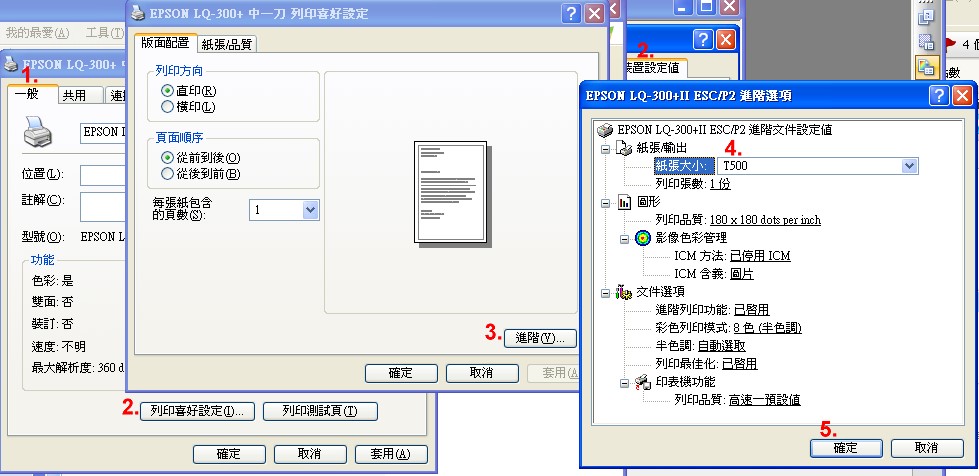 我的最愛(A) 工具(T)
EPSON LQ-300+
1.
一般 共用
EPSON
位置(L):
註解(C):
型號(O): EPSON L
功能
色彩: 是
雙面: 否
裝訂: 否
速度: 不明
最大解析度: 360 d
2. 列印喜好設定(I)... 列印測試頁(T)
確定 取消 套用(A)
EPSON LQ-300+ 中一刀 列印喜好設定
版面配置 紙張/品質
列印方向
直印(R)
橫印(L)
頁面順序
從前到後(O)
從後到前(B)
每張紙包含
的頁數(S): 1
3. 進階(V)...
確定 取消 套用(A
2.
裝置設定值
4 個
EPSON LQ-300+II ESC/P2 進階選項
EPSON LQ-300+II ESC/P2 進階文件設定值
紙張/輸出 4.
紙張大小: T500
列印張數: 1 份
圖形
列印品質: 180 x 180 dots per inch
影像色彩管理
ICM 方法: 已停用 ICM
ICM 含義: 圖片
文件選項
進階列印功能: 已啓用
彩色列印模式: 8 色 (半色調)
半色調: 自動選取
列印最佳化: 已啓用
印表機功能
列印品質: 高速—預設值
5.
確定 取消